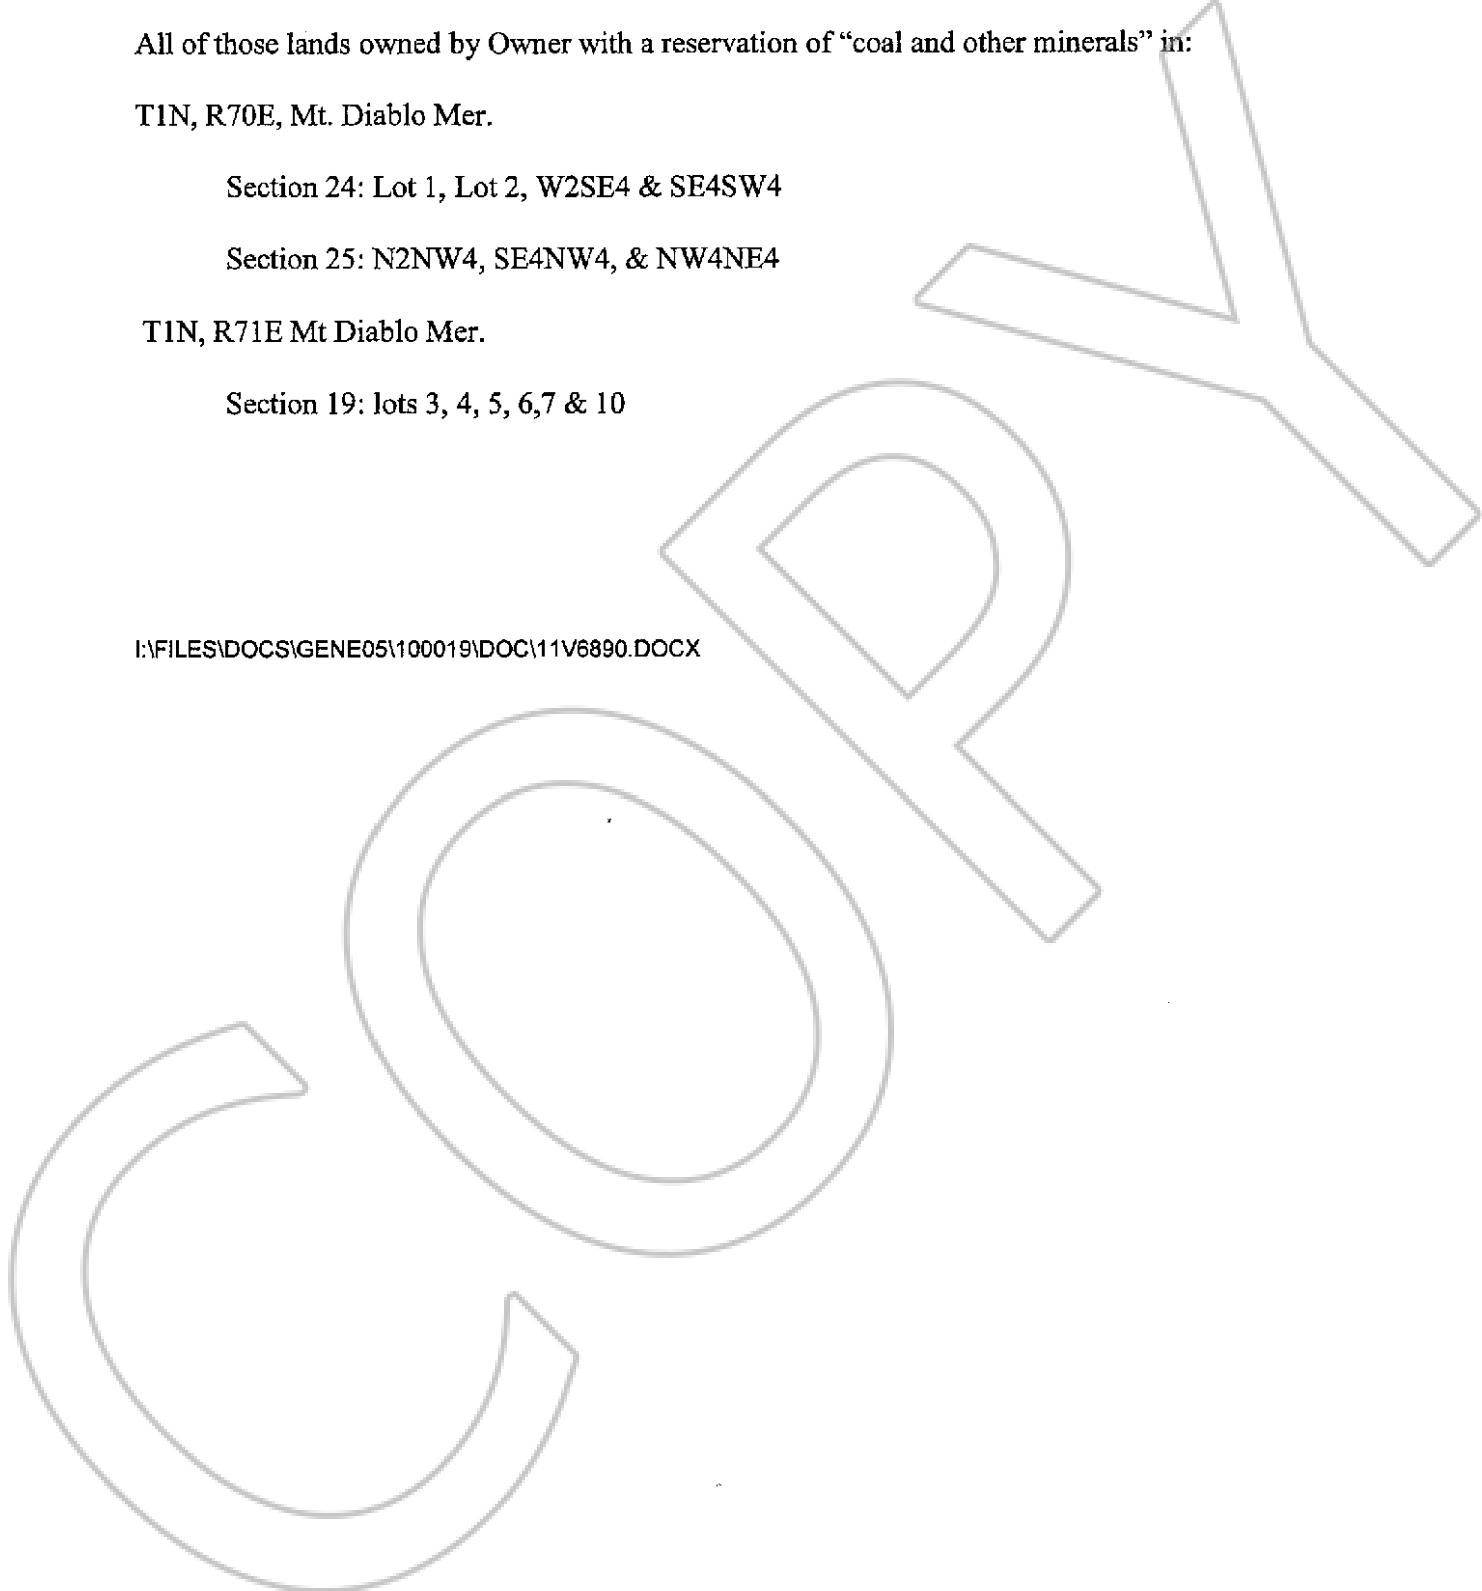 All of those lands owned by Owner with a reservation of “coal and other minerals” in:
T1N, R70E, Mt. Diablo Mer.
Section 24: Lot 1, Lot 2, W2SE4 & SE4SW4
Section 25: N2NW4, SE4NW4, & NW4NE4
T1N, R71E Mt Diablo Mer.
Section 19: lots 3, 4, 5, 6,7 & 10
I:\FILES\DOCS\GENE05\100019\DOC\11V6890.DOCX
COPY